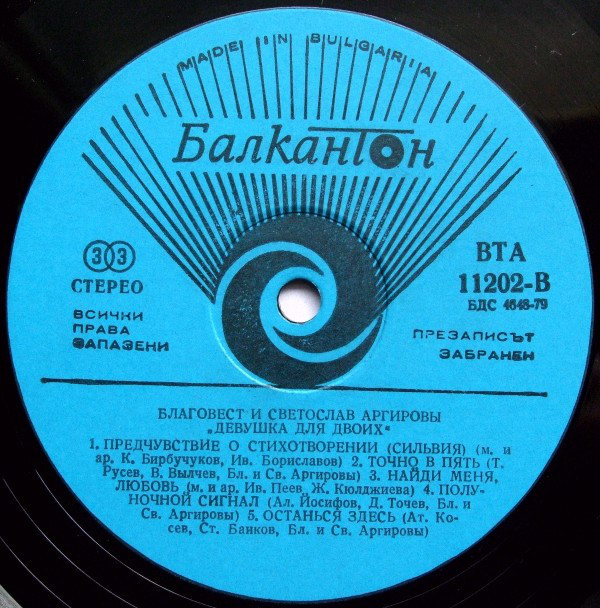 MADE IN BULGARIA
Балкантон
33
СТЕРЕО
ВСИЧКИ
ПРАВА
ЗАПАЗЕНИ
ВТА
11202-В
БДС 4648-79
ПРЕЗАПИСЪТ
ЗАБРАНЕН
БЛАГОВЕСТ И СВЕТОСЛАВ АРГИРОВЫ
„ДЕВУШКА ДЛЯ ДВОИХ"
1. ПРЕДЧУВСТВИЕ О СТИХОТВОРЕНИИ (СИЛЬВИЯ) (м. и
ар. К. Бирбучуков, Ив. Бориславов) 2. ТОЧНО В ПЯТЬ (Т.
Русев, В. Вылчев, Бл. и Св. Аргировы) 3. НАЙДИ МЕНЯ,
ЛЮБОВЬ (м. и ар. Ив. Пеев, Ж. Кюлджиева) 4. ПОЛУ-
НОЧНОЙ СИГНАЛ (Ал. Йосифов, Д. Точев, Бл. и
Св. Аргировы) 5. ОСТАНЬСЯ ЗДЕСЬ (Ат. Ко-
сев, Ст. Банков, Бл. и Св. Аргировы)